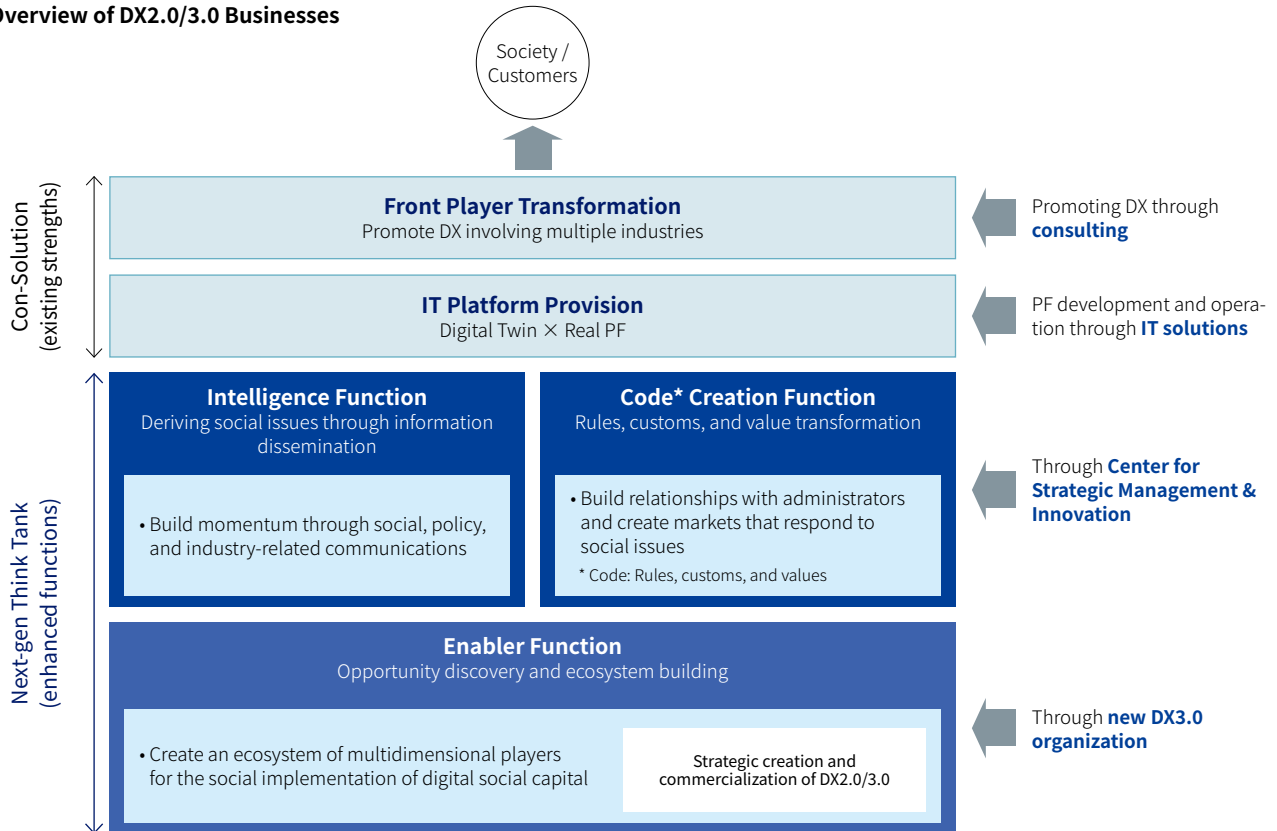 Overview of DX2.0/3.0 Businesses
Society /
Customers
Con-Solution
(existing strengths)
Front Player Transformation
Promote DX involving multiple industries
Promoting DX through
consulting
IT Platform Provision
Digital Twin × Real PF
PF development and opera-
tion through IT solutions
Next-gen Think Tank
(enhanced functions)
Intelligence Function
Deriving social issues through information
dissemination
• Build momentum through social, policy,
and industry-related communications
Code* Creation Function
Rules, customs, and value transformation
• Build relationships with administrators
and create markets that respond to
social issues
* Code: Rules, customs, and values
Through Center for
Strategic Management &
Innovation
Enabler Function
Opportunity discovery and ecosystem building
• Create an ecosystem of multidimensional players
for the social implementation of digital social capital
Strategic creation and
commercialization of DX2.0/3.0
Through new DX3.0
organization